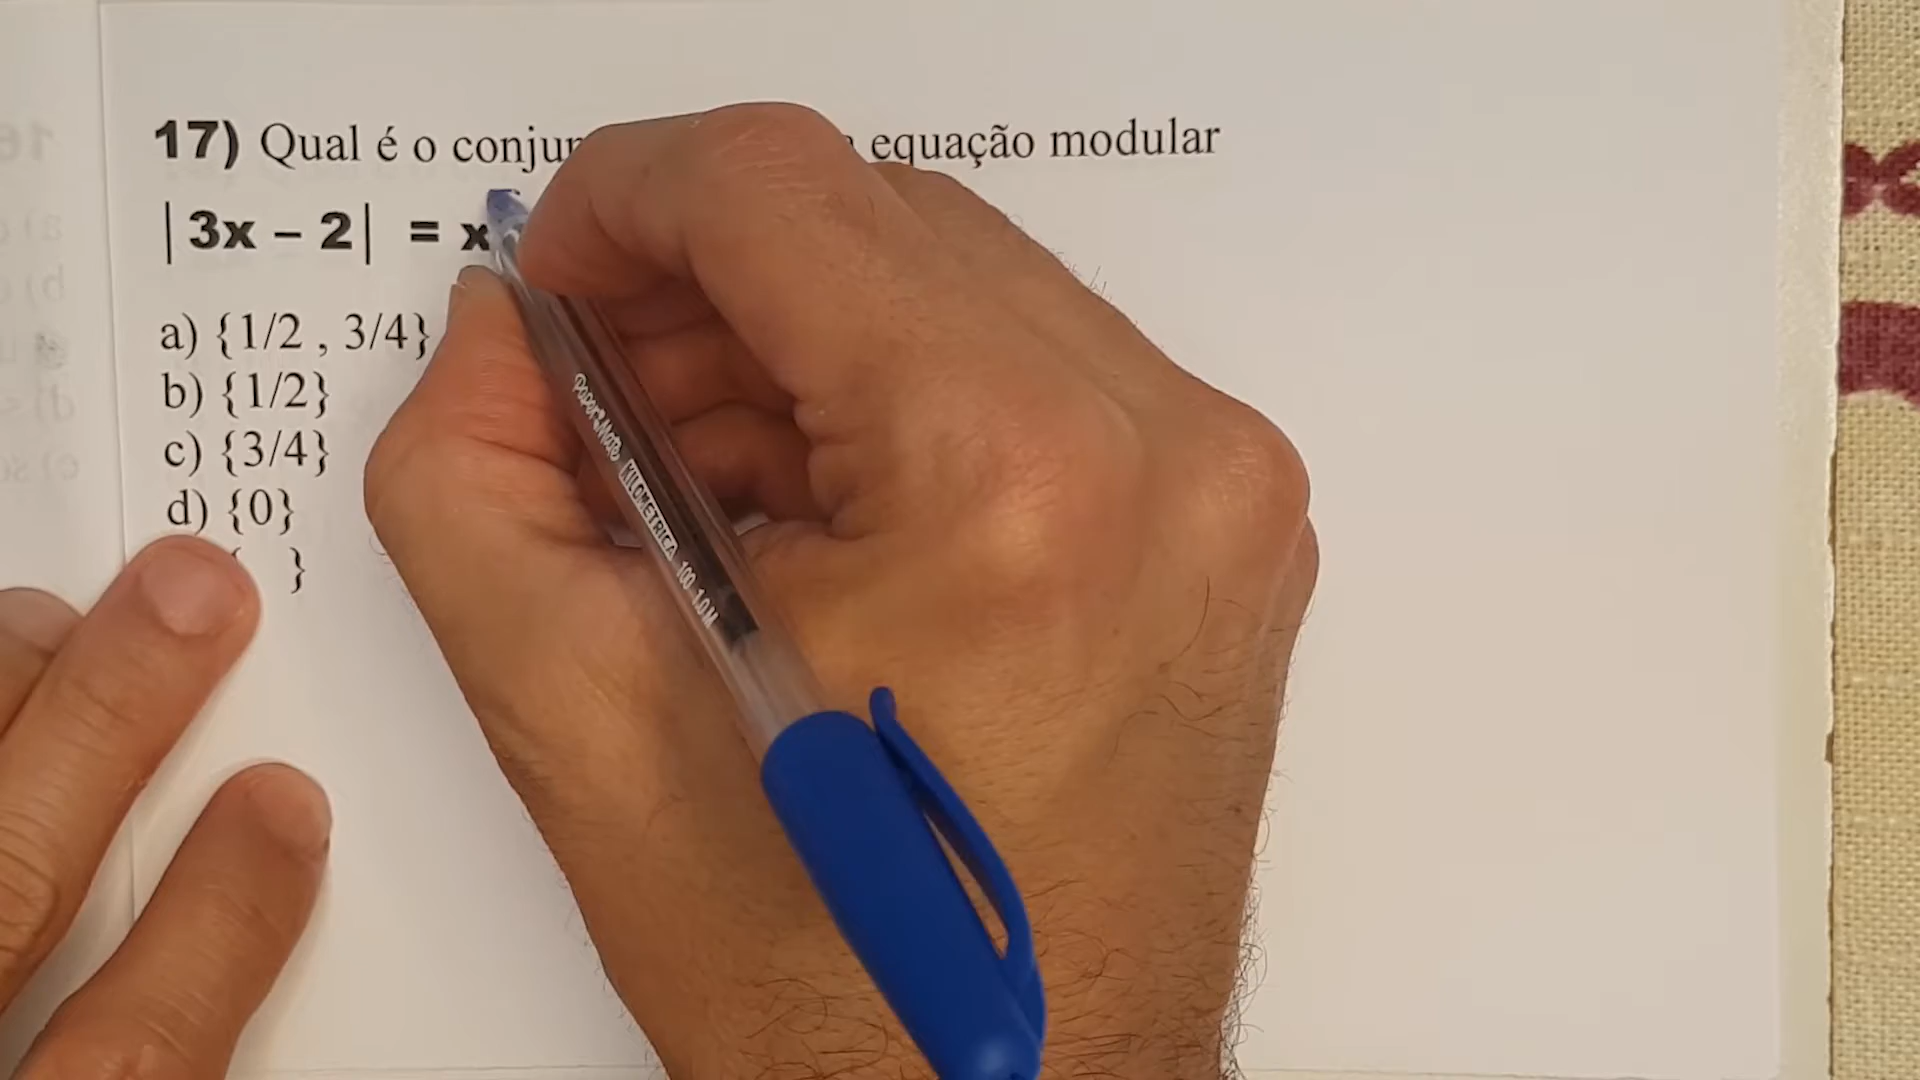 17) Qual é o equação modular
|3x – 2| = x
a) {1/2 , 3/4}
b) {1/2}
c) {3/4}
d) {0}
}
Paper Mate KILOMETRICA 100 1.0M